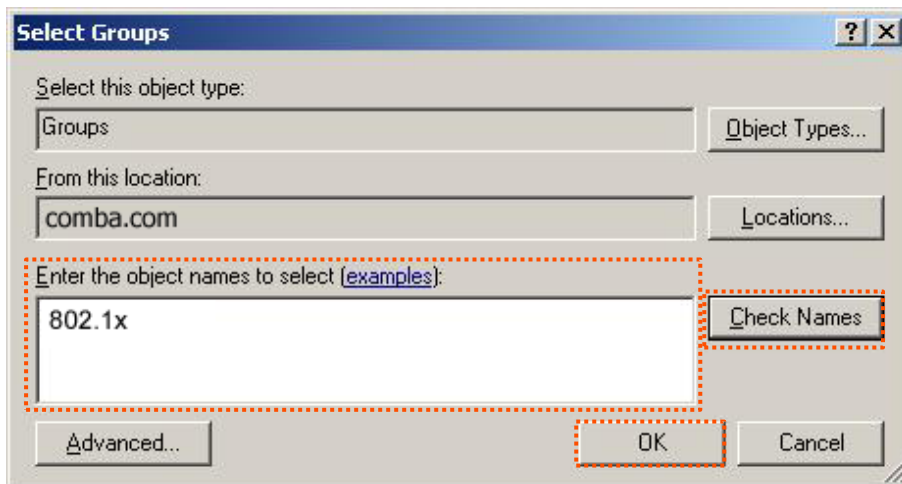 Select Groups
Select this object type:
Groups
Object Types...
From this location:
comba.com
Locations...
Enter the object names to select (examples):
802.1x
Check Names
Advanced...
OK
Cancel